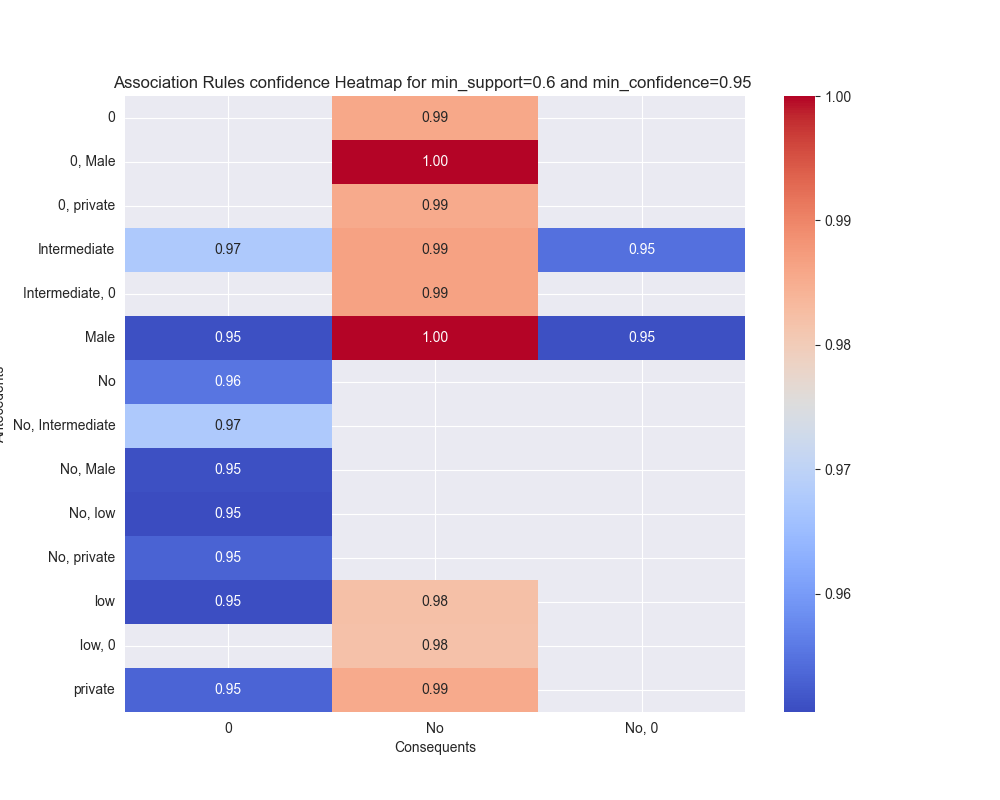 Association Rules confidence Heatmap for min_support=0.6 and min_confidence=0.95
0 0.99
0, Male 1.00
0, private 0.99
Intermediate 0.97 0.99 0.95
Intermediate, 0 0.99
Male 0.95 1.00 0.95
No 0.96
No, Intermediate 0.97
No, Male 0.95
No, low 0.95
No, private 0.95
low 0.95 0.98
low, 0 0.98
private 0.95 0.99
0 No No, 0
Consequents
1.00
0.99
0.98
0.97
0.96